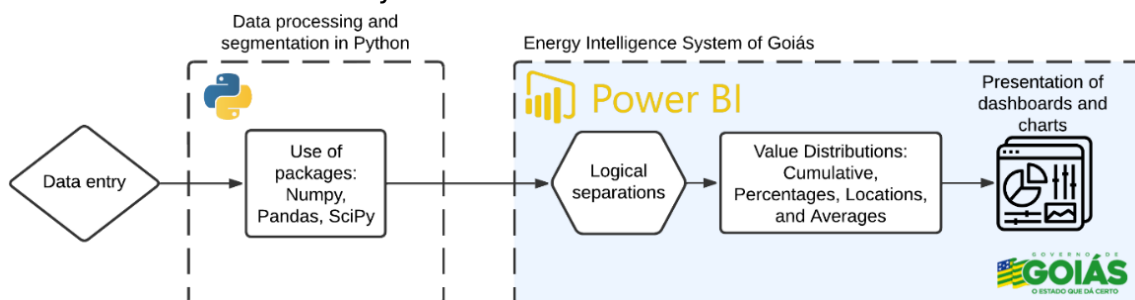 Data processing and
segmentation in Python
Energy Intelligence System of Goiás
Power BI
Presentation of
dashboards and
charts
Data entry
Use of
packages:
Numpy,
Pandas, SciPy
Logical
separations
Value Distributions:
Cumulative,
Percentages, Locations,
and Averages
GOVERNO DE
GOIÁS
O ESTADO QUE DÁ CERTO